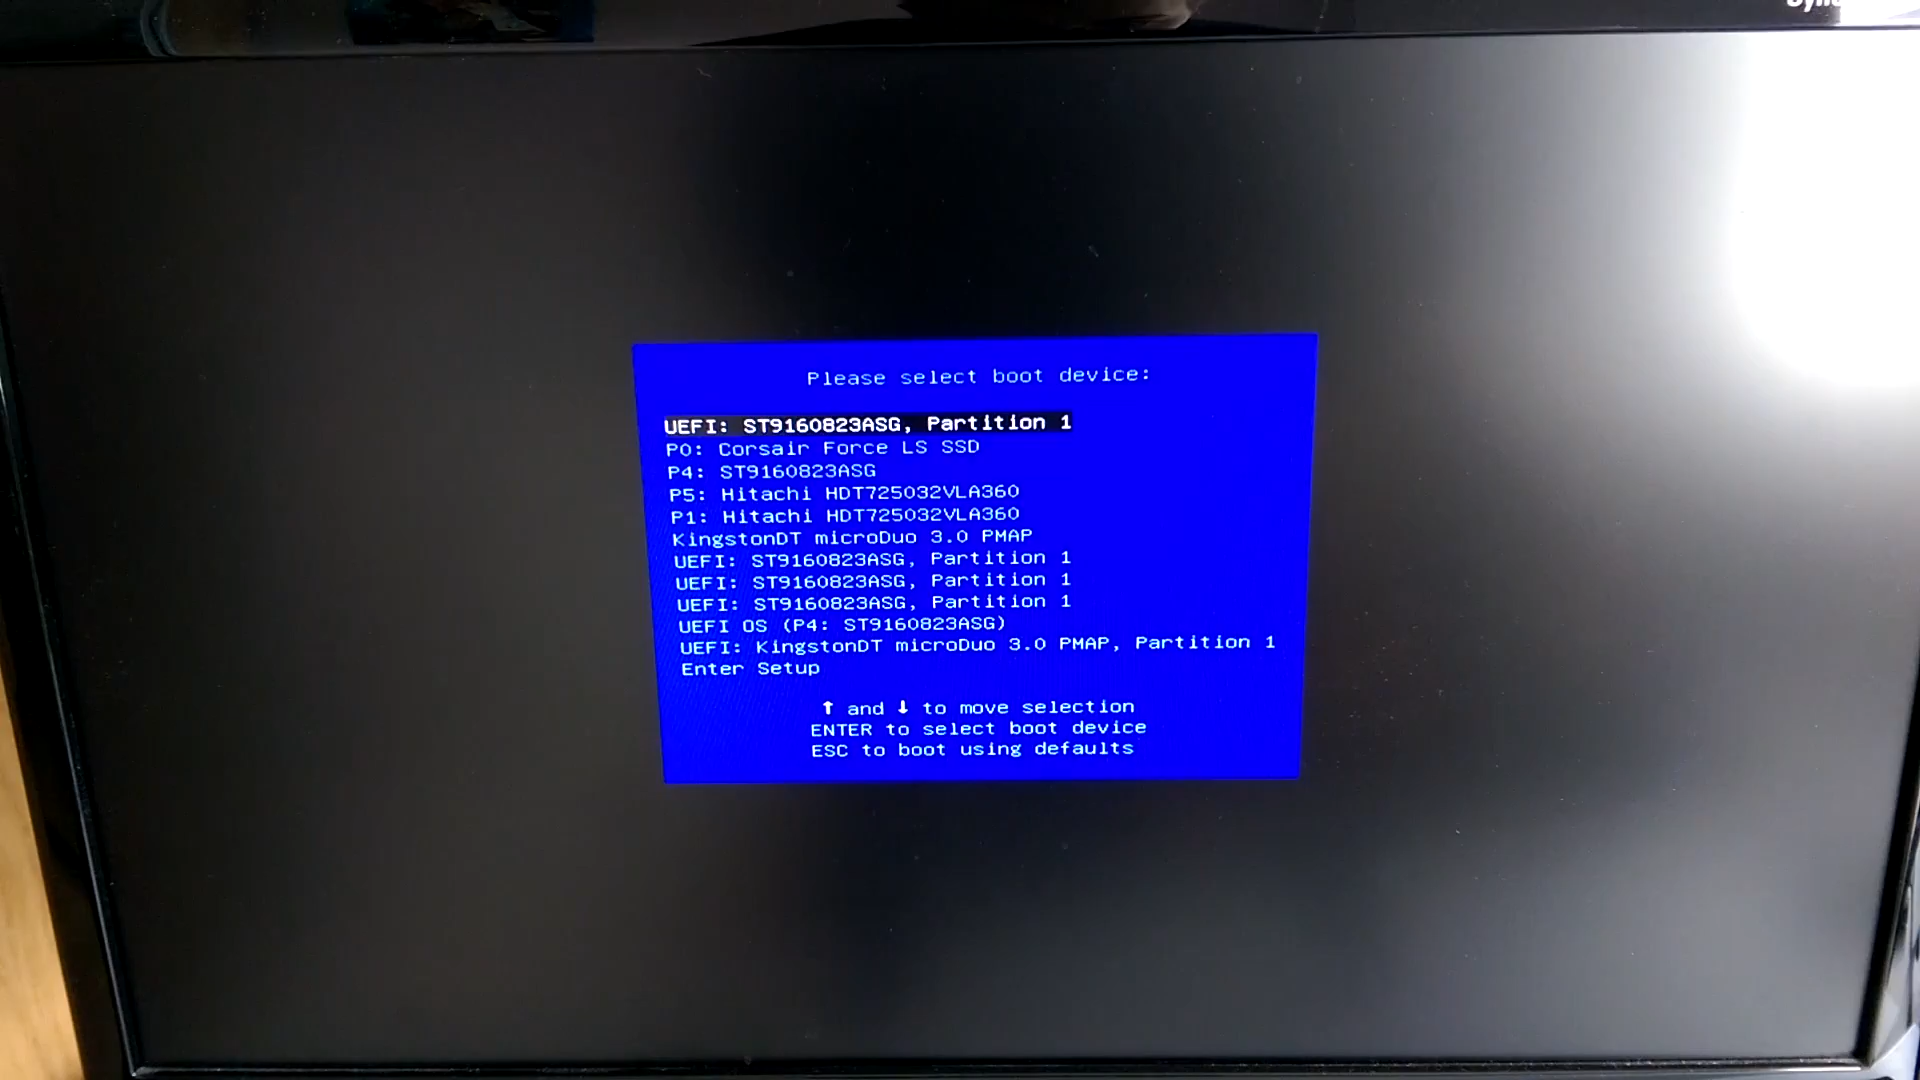 Please select boot device:
UEFI: ST9160823ASG, Partition 1
P0: Corsair Force LS SSD
P4: ST9160823ASG
P5: Hitachi HDT725032VLA360
P1: Hitachi HDT725032VLA360
KingstonDT microDuo 3.0 PMAP
UEFI: ST9160823ASG, Partition 1
UEFI: ST9160823ASG, Partition 1
UEFI: ST9160823ASG, Partition 1
UEFI OS (P4: ST9160823ASG)
UEFI: KingstonDT microDuo 3.0 PMAP, Partition 1
Enter Setup
↑ and ↓ to move selection
ENTER to select boot device
ESC to boot using defaults